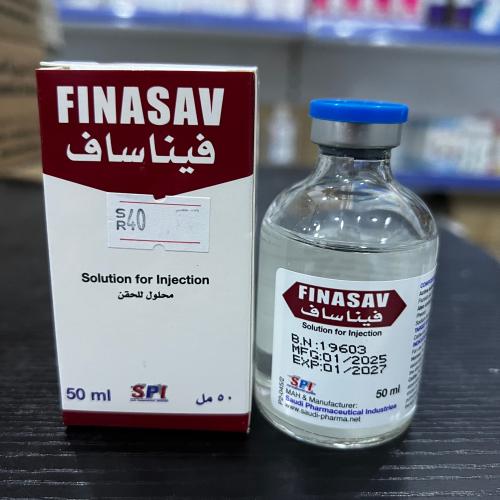 FINASAV
فيناساف
SR 40
Solution for Injection
محلول للحقن
50 ml
SPI
٥٠ مل
FINASAV
فيناساف
Solution for Injection
B.N.:19603
MFG:01/2025
EXP:01/2027
SPI
50 ml
MAH & Manufacturer:
Saudi Pharmaceutical Industries
www.saudi-pharma.net